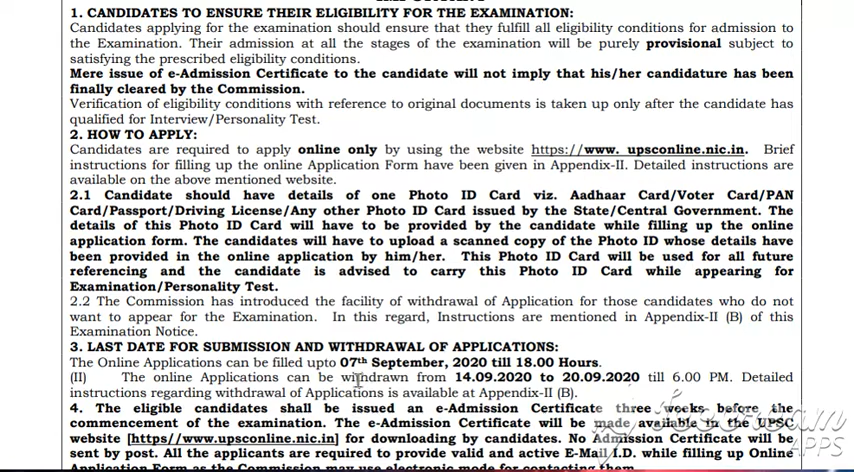 1. CANDIDATES TO ENSURE THEIR ELIGIBILITY FOR THE EXAMINATION:
Candidates applying for the examination should ensure that they fulfill all eligibility conditions for admission to
the Examination. Their admission at all the stages of the examination will be purely provisional subject to
satisfying the prescribed eligibility conditions.
Mere issue of e-Admission Certificate to the candidate will not imply that his/her candidature has been
finally cleared by the Commission.
Verification of eligibility conditions with reference to original documents is taken up only after the candidate has
qualified for Interview/Personality Test.
2. HOW TO APPLY:
Candidates are required to apply online only by using the website https://www. upsconline.nic.in. Brief
instructions for filling up the online Application Form have been given in Appendix-II. Detailed instructions are
available on the above mentioned website.
2.1 Candidate should have details of one Photo ID Card viz. Aadhaar Card/Voter Card/PAN
Card/Passport/Driving License/Any other Photo ID Card issued by the State/Central Government. The
details of this Photo ID Card will have to be provided by the candidate while filling up the online
application form. The candidates will have to upload a scanned copy of the Photo ID whose details have
been provided in the online application by him/her. This Photo ID Card will be used for all future
referencing and the candidate is advised to carry this Photo ID Card while appearing for
Examination/Personality Test.
2.2 The Commission has introduced the facility of withdrawal of Application for those candidates who do not
want to appear for the Examination. In this regard, Instructions are mentioned in Appendix-II (B) of this
Examination Notice.
3. LAST DATE FOR SUBMISSION AND WITHDRAWAL OF APPLICATIONS:
The Online Applications can be filled upto 07th September, 2020 till 18.00 Hours.
(II) The online Applications can be withdrawn from 14.09.2020 to 20.09.2020 till 6.00 PM. Detailed
instructions regarding withdrawal of Applications is available at Appendix-II (B).
4. The eligible candidates shall be issued an e-Admission Certificate three weeks before the
commencement of the examination. The e-Admission Certificate will be made available in the UPSC
website [https//www.upsconline.nic.in] for downloading by candidates. No Admission Certificate will be
sent by post. All the applicants are required to provide valid and active E-Mail I.D. while filling up Online
Application Form as the Commission may use electronic mode for contacting them.
Icecream
APPS